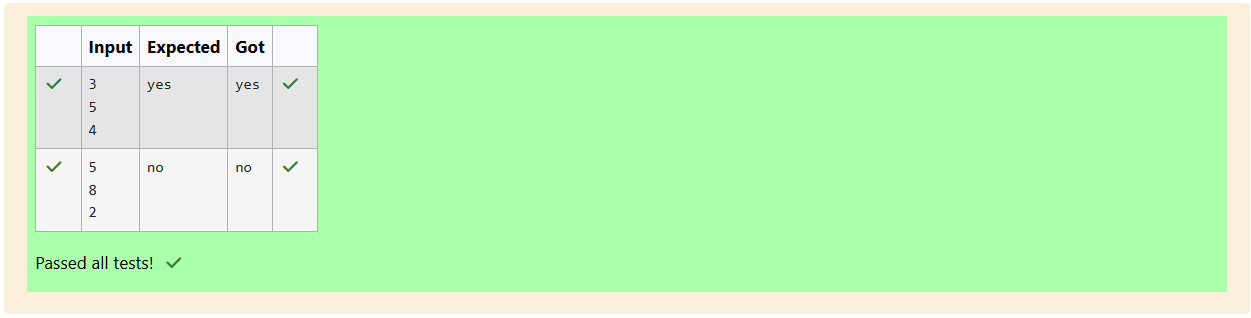 Input Expected Got
3 yes yes
5
4
5 no no
8
2
Passed all tests!